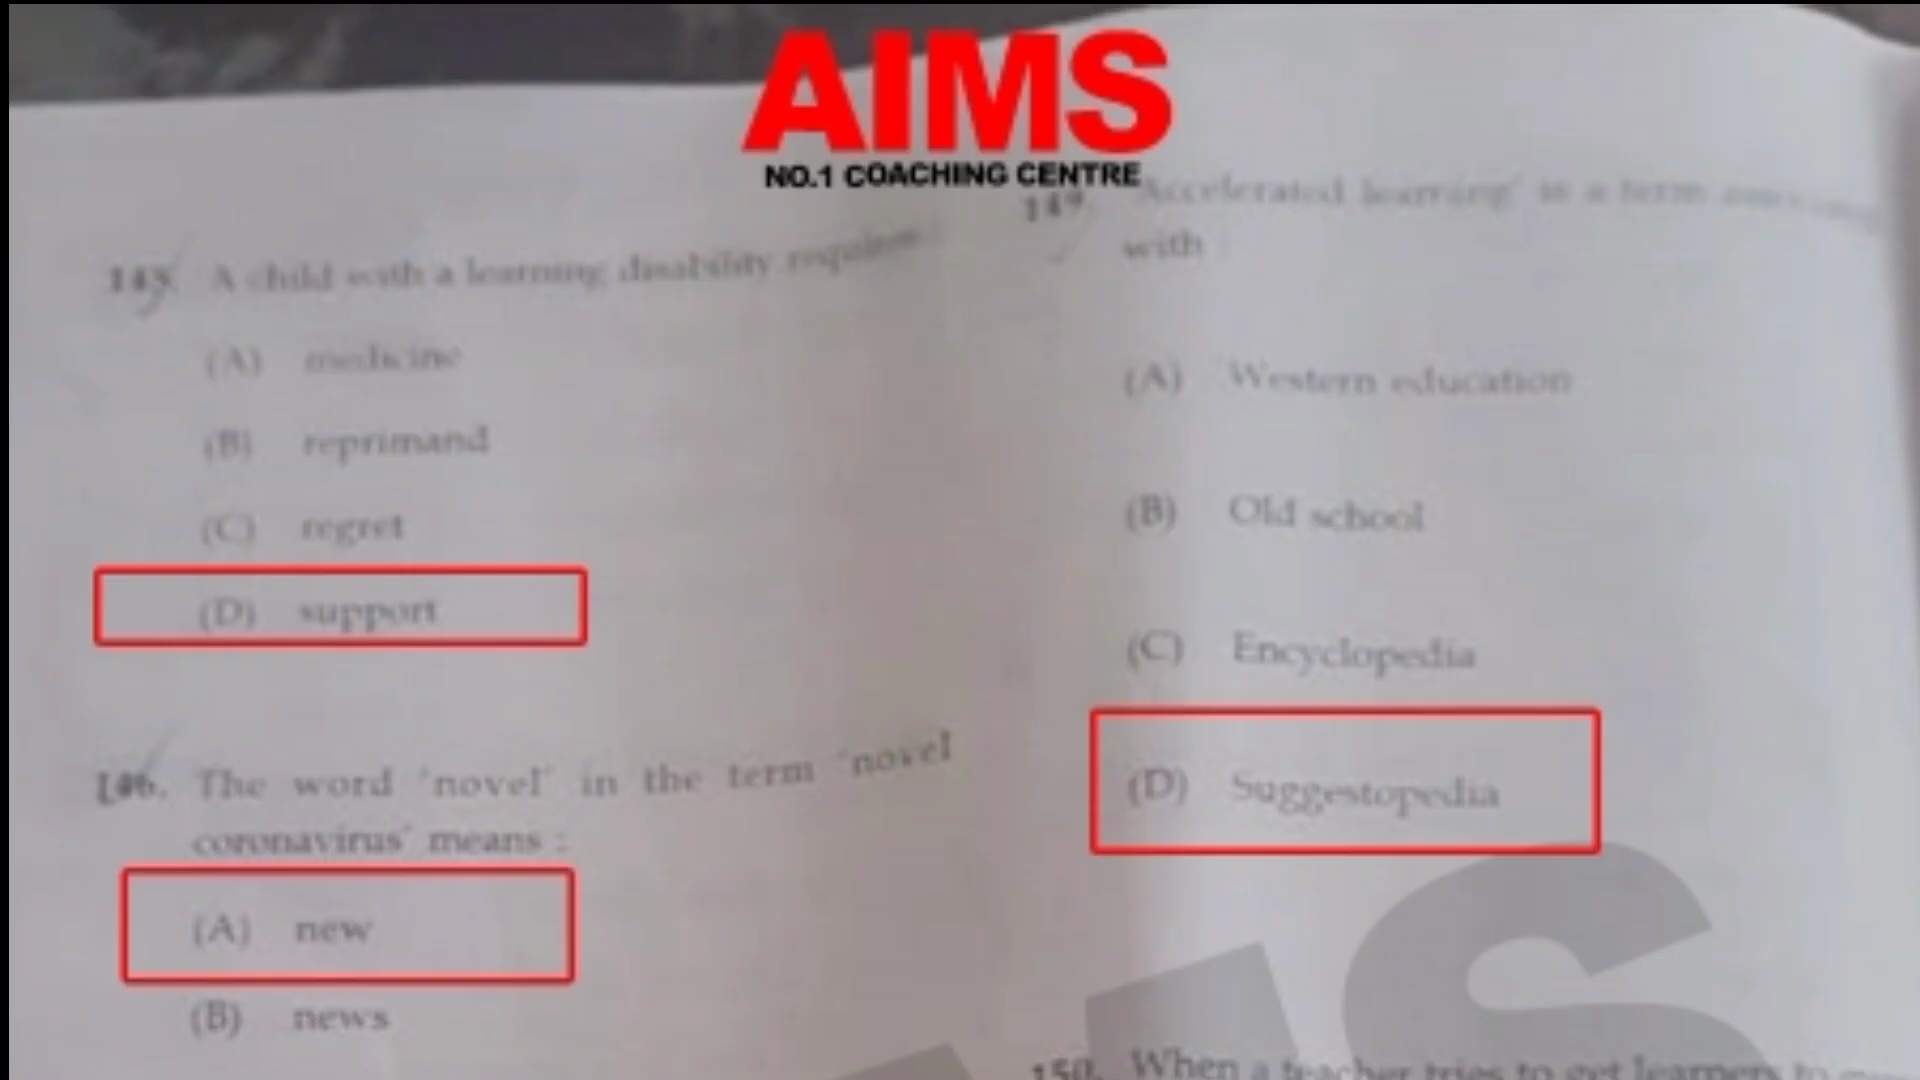 AIMS
NO.1 COACHING CENTRE
145. A child with a learning disability requires :
(A) medicine
(B) reprimand
(C) regret
(D) support
146. The word 'novel' in the term 'novel
coronavirus' means :
(A) new
(B) news
149. 'Accelerated learning' is a term
with
(A) Western education
(B) Old school
(C) Encyclopedia
(D) Suggestopedia
150. When a teacher tries to get learners to